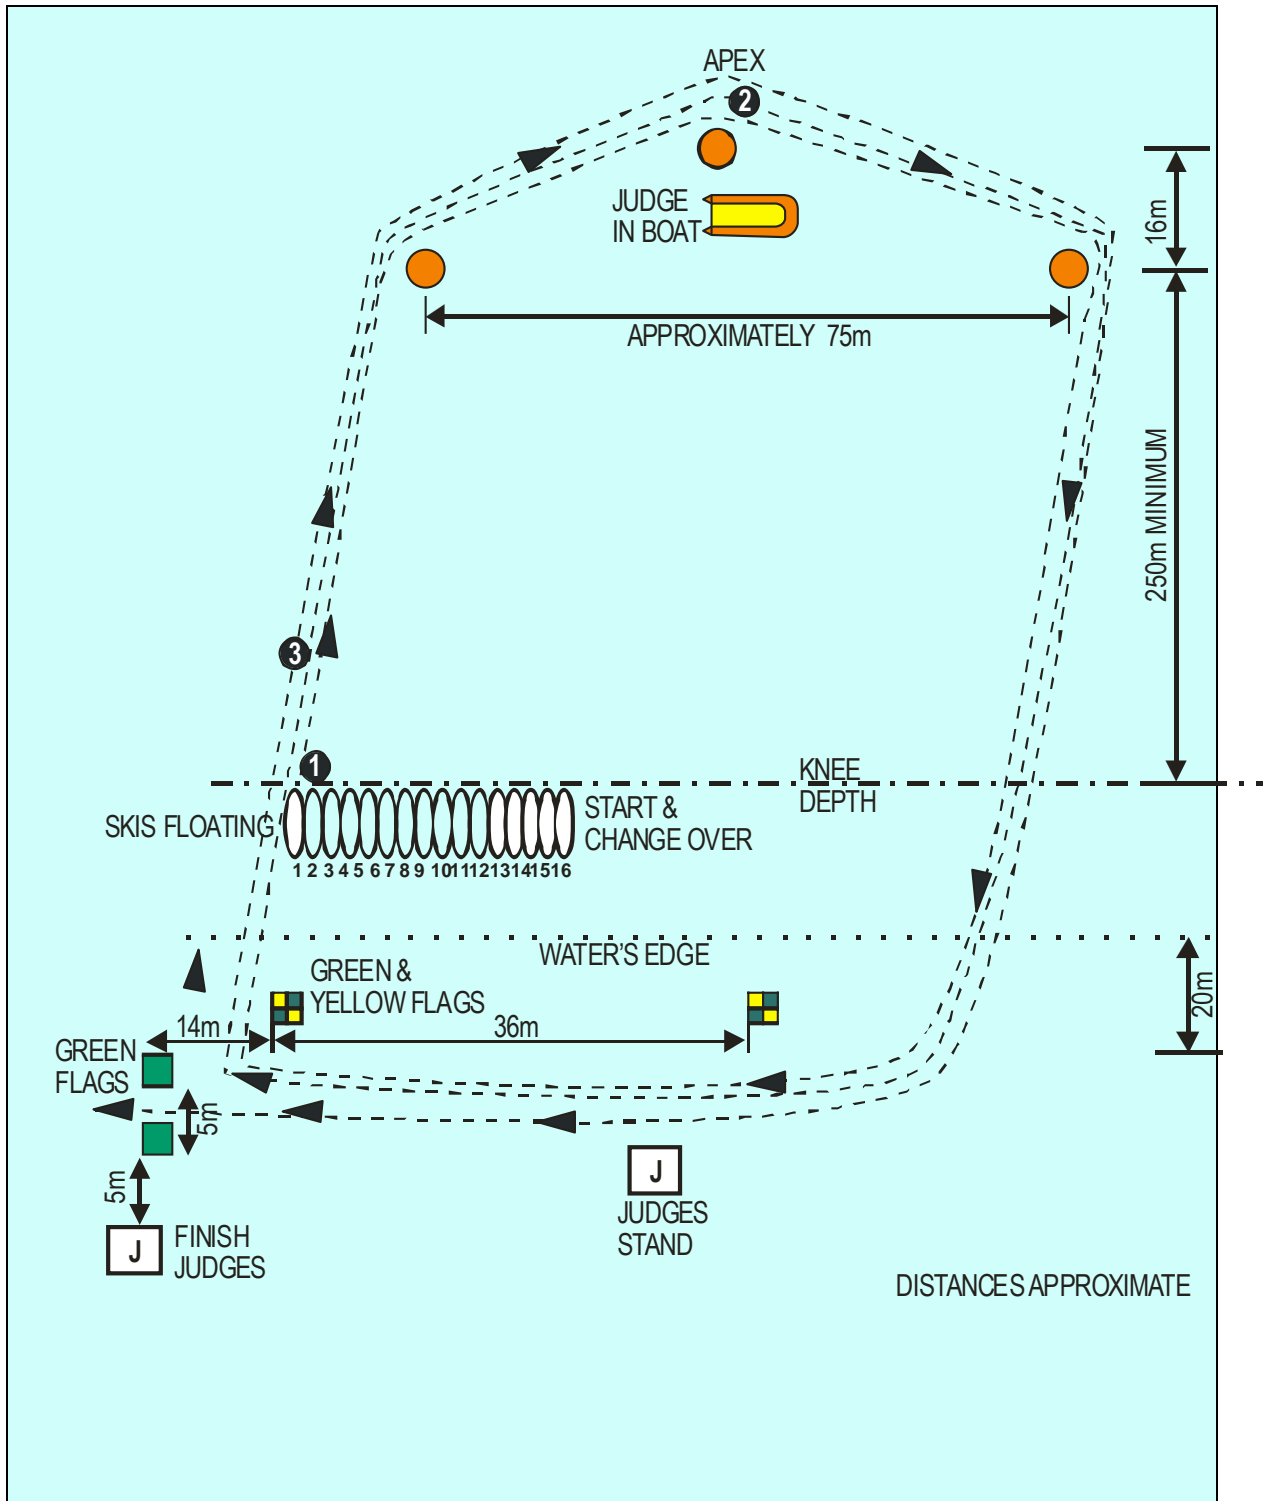 APEX
2
JUDGE
IN BOAT
16m
APPROXIMATELY 75m
250m MINIMUM
3
1
KNEE
DEPTH
SKIS FLOATING
START &
CHANGE OVER
1 2 3 4 5 6 7 8 9 10 11 12 13 14 15 16
WATER'S EDGE
GREEN &
YELLOW FLAGS
20m
14m
36m
GREEN
FLAGS
5m
5m
J
JUDGES
STAND
J
FINISH
JUDGES
DISTANCES APPROXIMATE